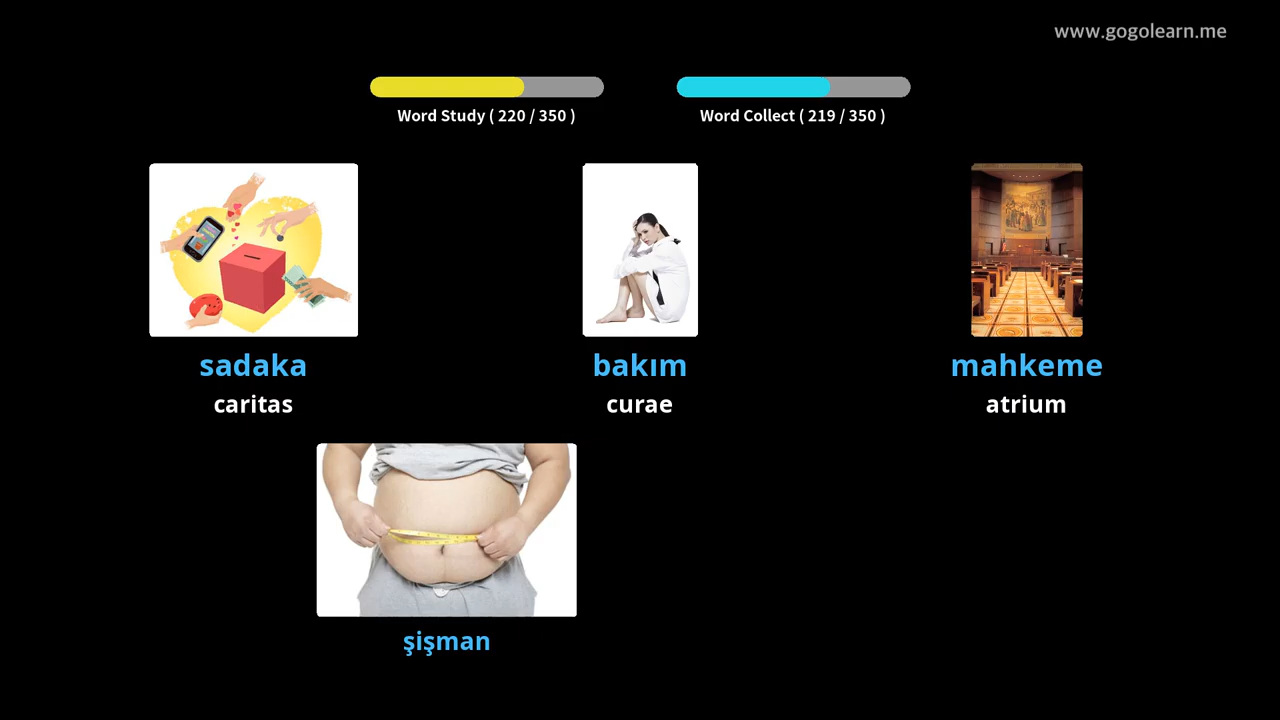 www.gogolearn.me
Word Study ( 220 / 350 )
Word Collect ( 219 / 350 )
sadaka
caritas
bakım
curae
mahkeme
atrium
şişman